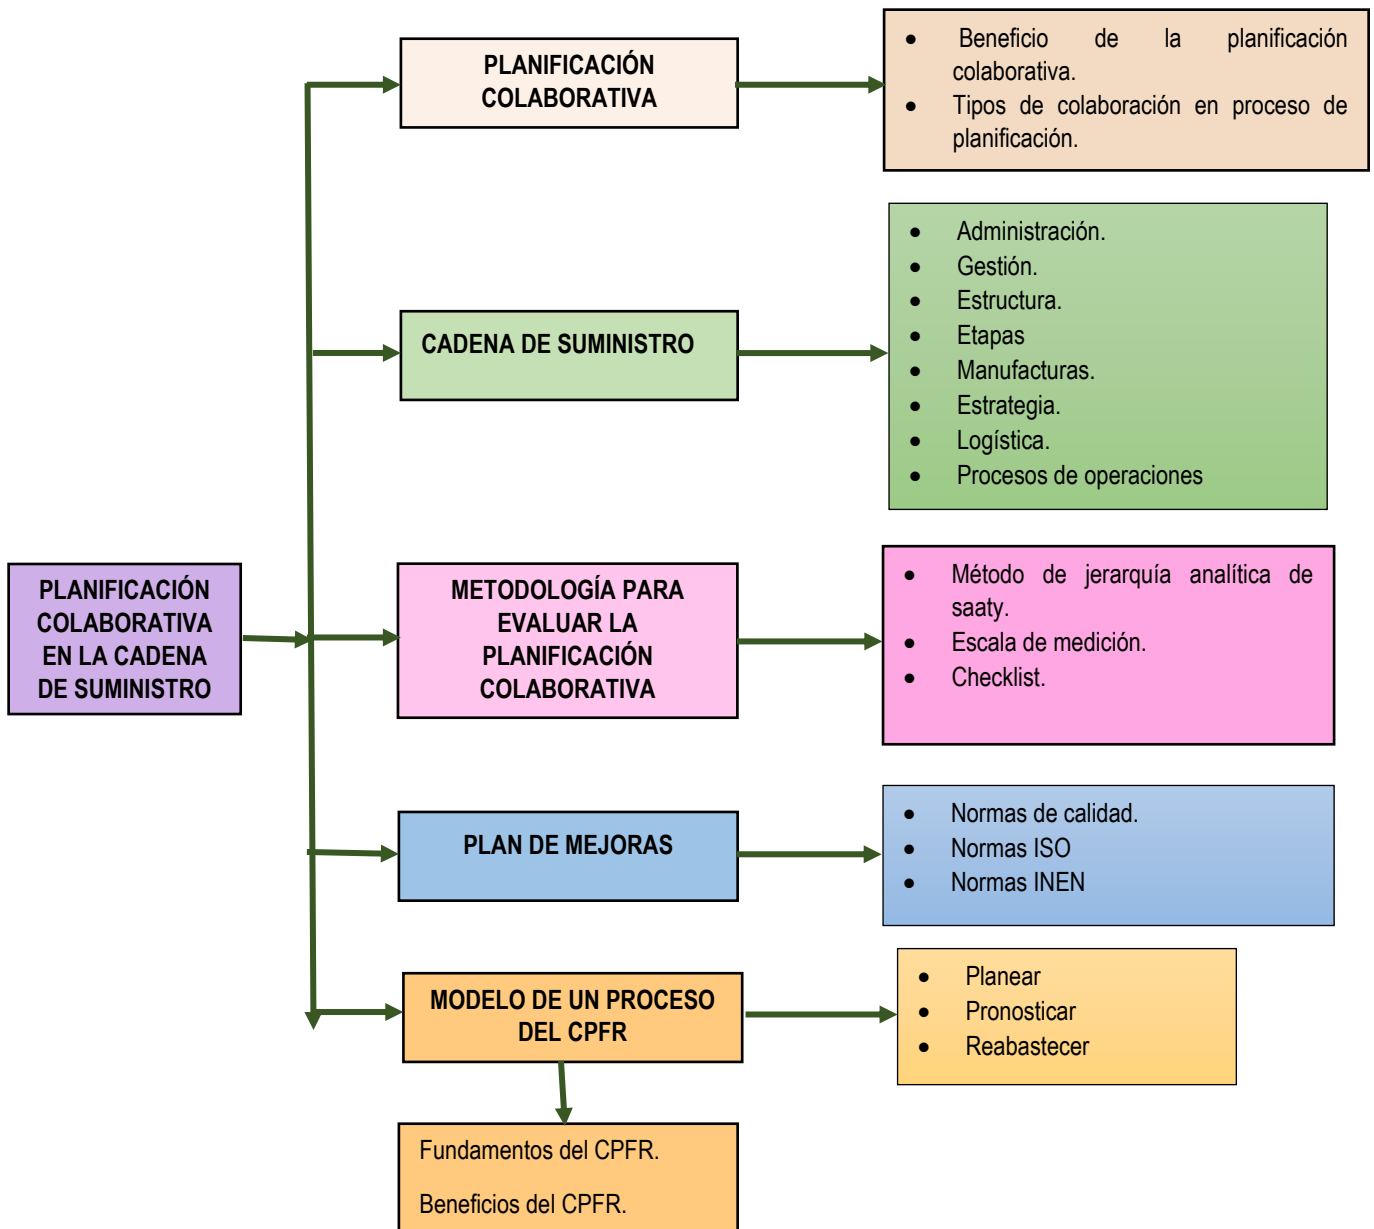 PLANIFICACIÓN
COLABORATIVA
EN LA CADENA
DE SUMINISTRO
PLANIFICACIÓN
COLABORATIVA
• Beneficio de la planificación
colaborativa.
• Tipos de colaboración en proceso de
planificación.
CADENA DE SUMINISTRO
• Administración.
• Gestión.
• Estructura.
• Etapas
• Manufacturas.
• Estrategia.
• Logística.
• Procesos de operaciones
METODOLOGÍA PARA
EVALUAR LA
PLANIFICACIÓN
COLABORATIVA
• Método de jerarquía analítica de
saaty.
• Escala de medición.
• Checklist.
PLAN DE MEJORAS
• Normas de calidad.
• Normas ISO
• Normas INEN
MODELO DE UN PROCESO
DEL CPFR
• Planear
• Pronosticar
• Reabastecer
Fundamentos del CPFR.
Beneficios del CPFR.